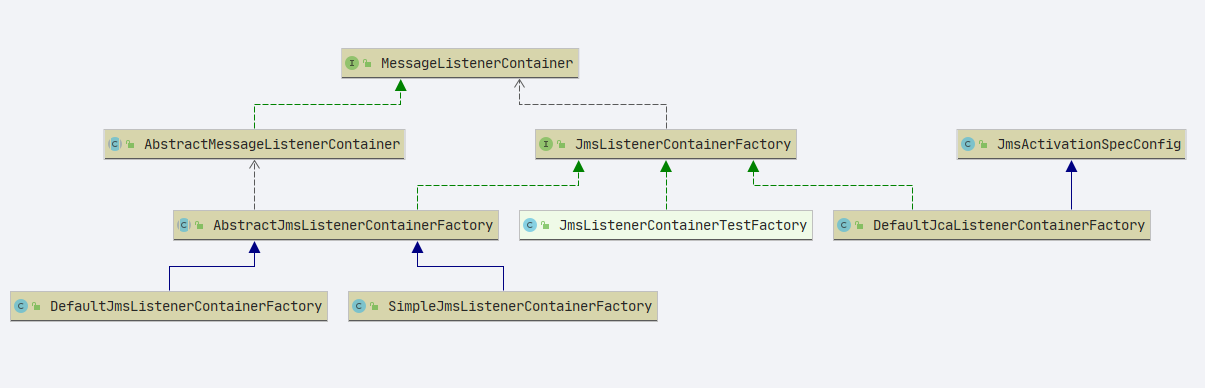 MessageListenerContainer
AbstractMessageListenerContainer
JmsListenerContainerFactory
JmsActivationSpecConfig
AbstractJmsListenerContainerFactory
JmsListenerContainerTestFactory
DefaultJcaListenerContainerFactory
DefaultJmsListenerContainerFactory
SimpleJmsListenerContainerFactory